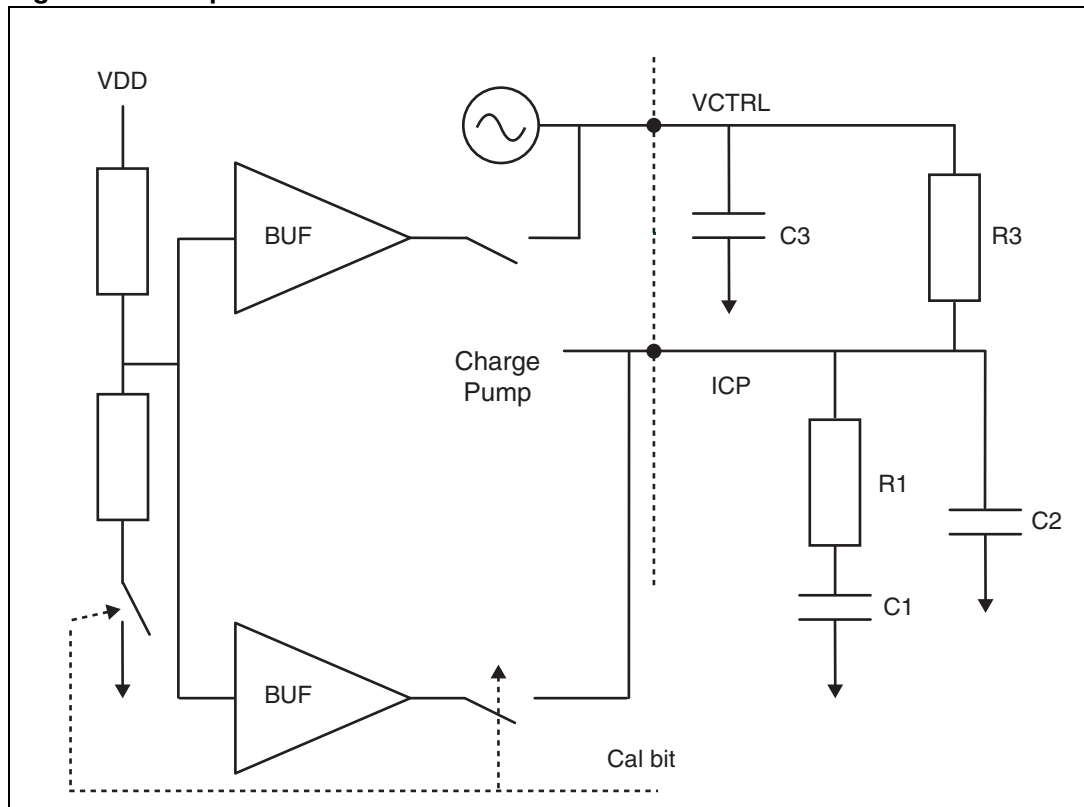 VDD
VCTRL
BUF
C3
R3
Charge
Pump
ICP
R1
C2
C1
BUF
Cal bit